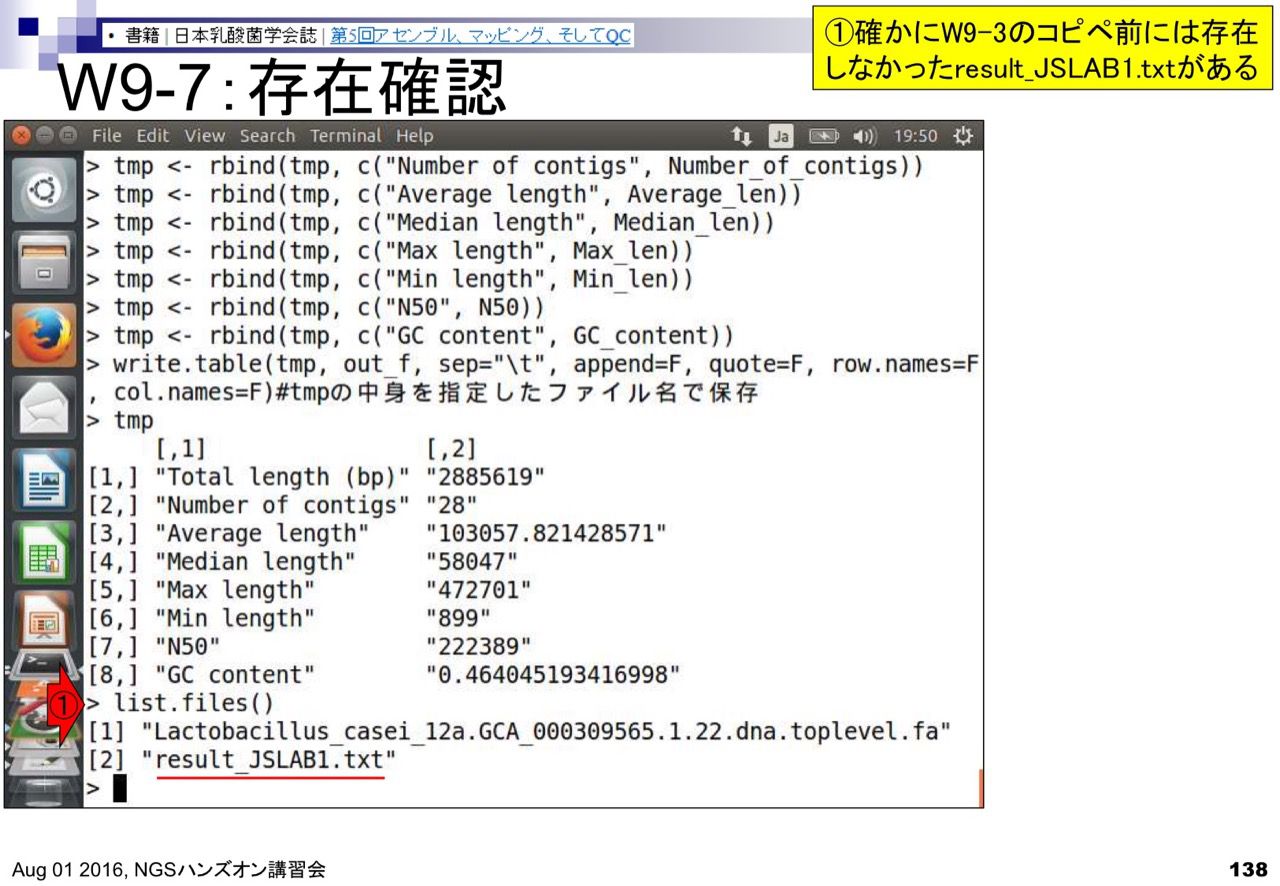 • 書籍 | 日本乳酸菌学会誌 | 第5回アセンブル、マッピング、そしてQC
①確かにW9-3のコピペ前には存在
しなかったresult_JSLAB1.txtがある
W9-7：存在確認
File Edit View Search Terminal Help Ja 19:50
> tmp <- rbind(tmp, c("Number of contigs", Number_of_contigs))
> tmp <- rbind(tmp, c("Average length", Average_len))
> tmp <- rbind(tmp, c("Median length", Median_len))
> tmp <- rbind(tmp, c("Max length", Max_len))
> tmp <- rbind(tmp, c("Min length", Min_len))
> tmp <- rbind(tmp, c("N50", N50))
> tmp <- rbind(tmp, c("GC content", GC_content))
> write.table(tmp, out_f, sep="\t", append=F, quote=F, row.names=F
, col.names=F)#tmpの中身を指定したファイル名で保存
> tmp
[,1] [,2]
[1,] "Total length (bp)" "2885619"
[2,] "Number of contigs" "28"
[3,] "Average length" "103057.821428571"
[4,] "Median length" "58047"
[5,] "Max length" "472701"
[6,] "Min length" "899"
[7,] "N50" "222389"
[8,] "GC content" "0.464045193416998"
① > list.files()
[1] "Lactobacillus_casei_12a.GCA_000309565.1.22.dna.toplevel.fa"
[2] "result_JSLAB1.txt"
>
Aug 01 2016, NGSハンズオン講習会
138